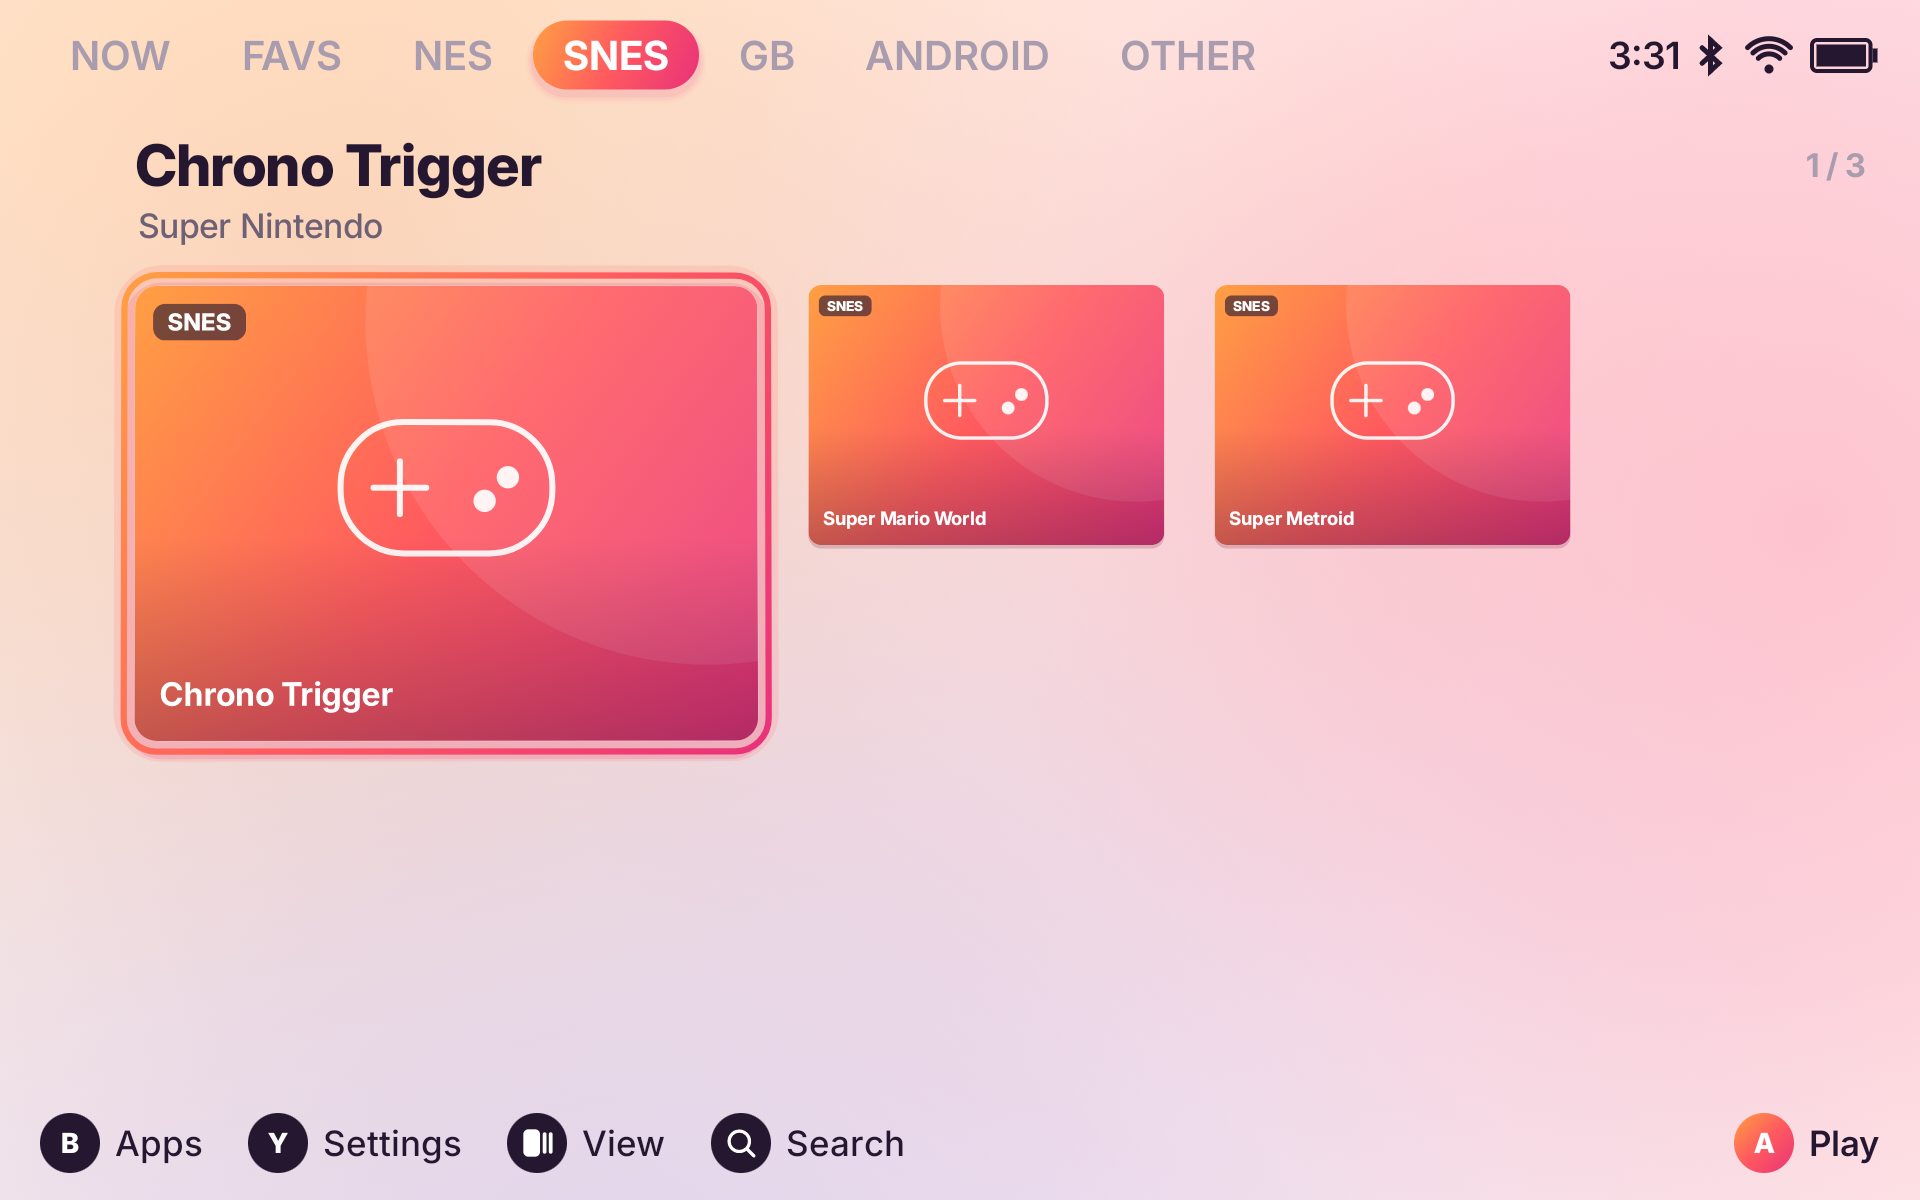 NOW FAVS NES SNES GB ANDROID OTHER 3:31
Chrono Trigger
1 / 3
Super Nintendo
SNES
Chrono Trigger
SNES
Super Mario World
SNES
Super Metroid
B Apps Y Settings View Search A Play